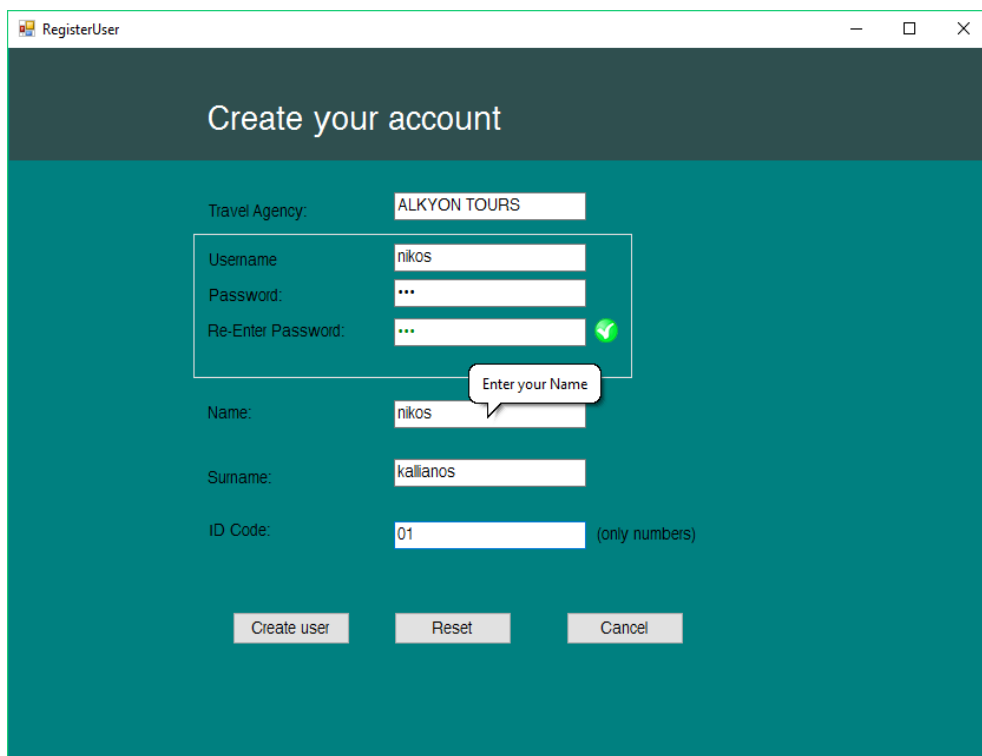 RegisterUser
Create your account
Travel Agency: ALKYON TOURS
Username nikos
Password: •••
Re-Enter Password: •••
Enter your Name
Name: nikos
Surname: kallianos
ID Code: 01 (only numbers)
Create user Reset Cancel